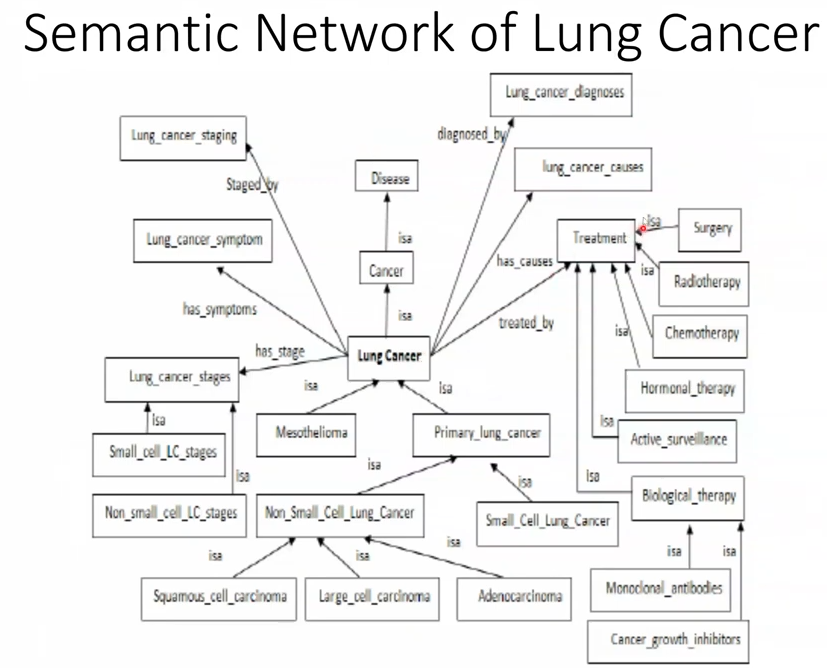 Semantic Network of Lung Cancer
Lung_cancer_diagnoses
diagnosed_by
Lung_cancer_staging
Staged_by
lung_cancer_causes
Disease
isa
Surgery
Lung_cancer_symptom
isa
Treatment
has_causes
Cancer
isa
Radiotherapy
has_symptoms
isa
treated_by
isa
Chemotherapy
has_stage
Lung Cancer
Lung_cancer_stages
isa
isa
Hormonal_therapy
isa
Mesothelioma
Primary_lung_cancer
isa
Active_surveillance
Small_cell_LC_stages
isa
isa
isa
isa
Biological_therapy
Non_small_cell_LC_stages
Non_Small_Cell_Lung_Cancer
Small_Cell_Lung_Cancer
isa
isa
isa
isa
isa
Squamous_cell_carcinoma
Large_cell_carcinoma
Adenocarcinoma
Monoclonal_antibodies
Cancer_growth_inhibitors